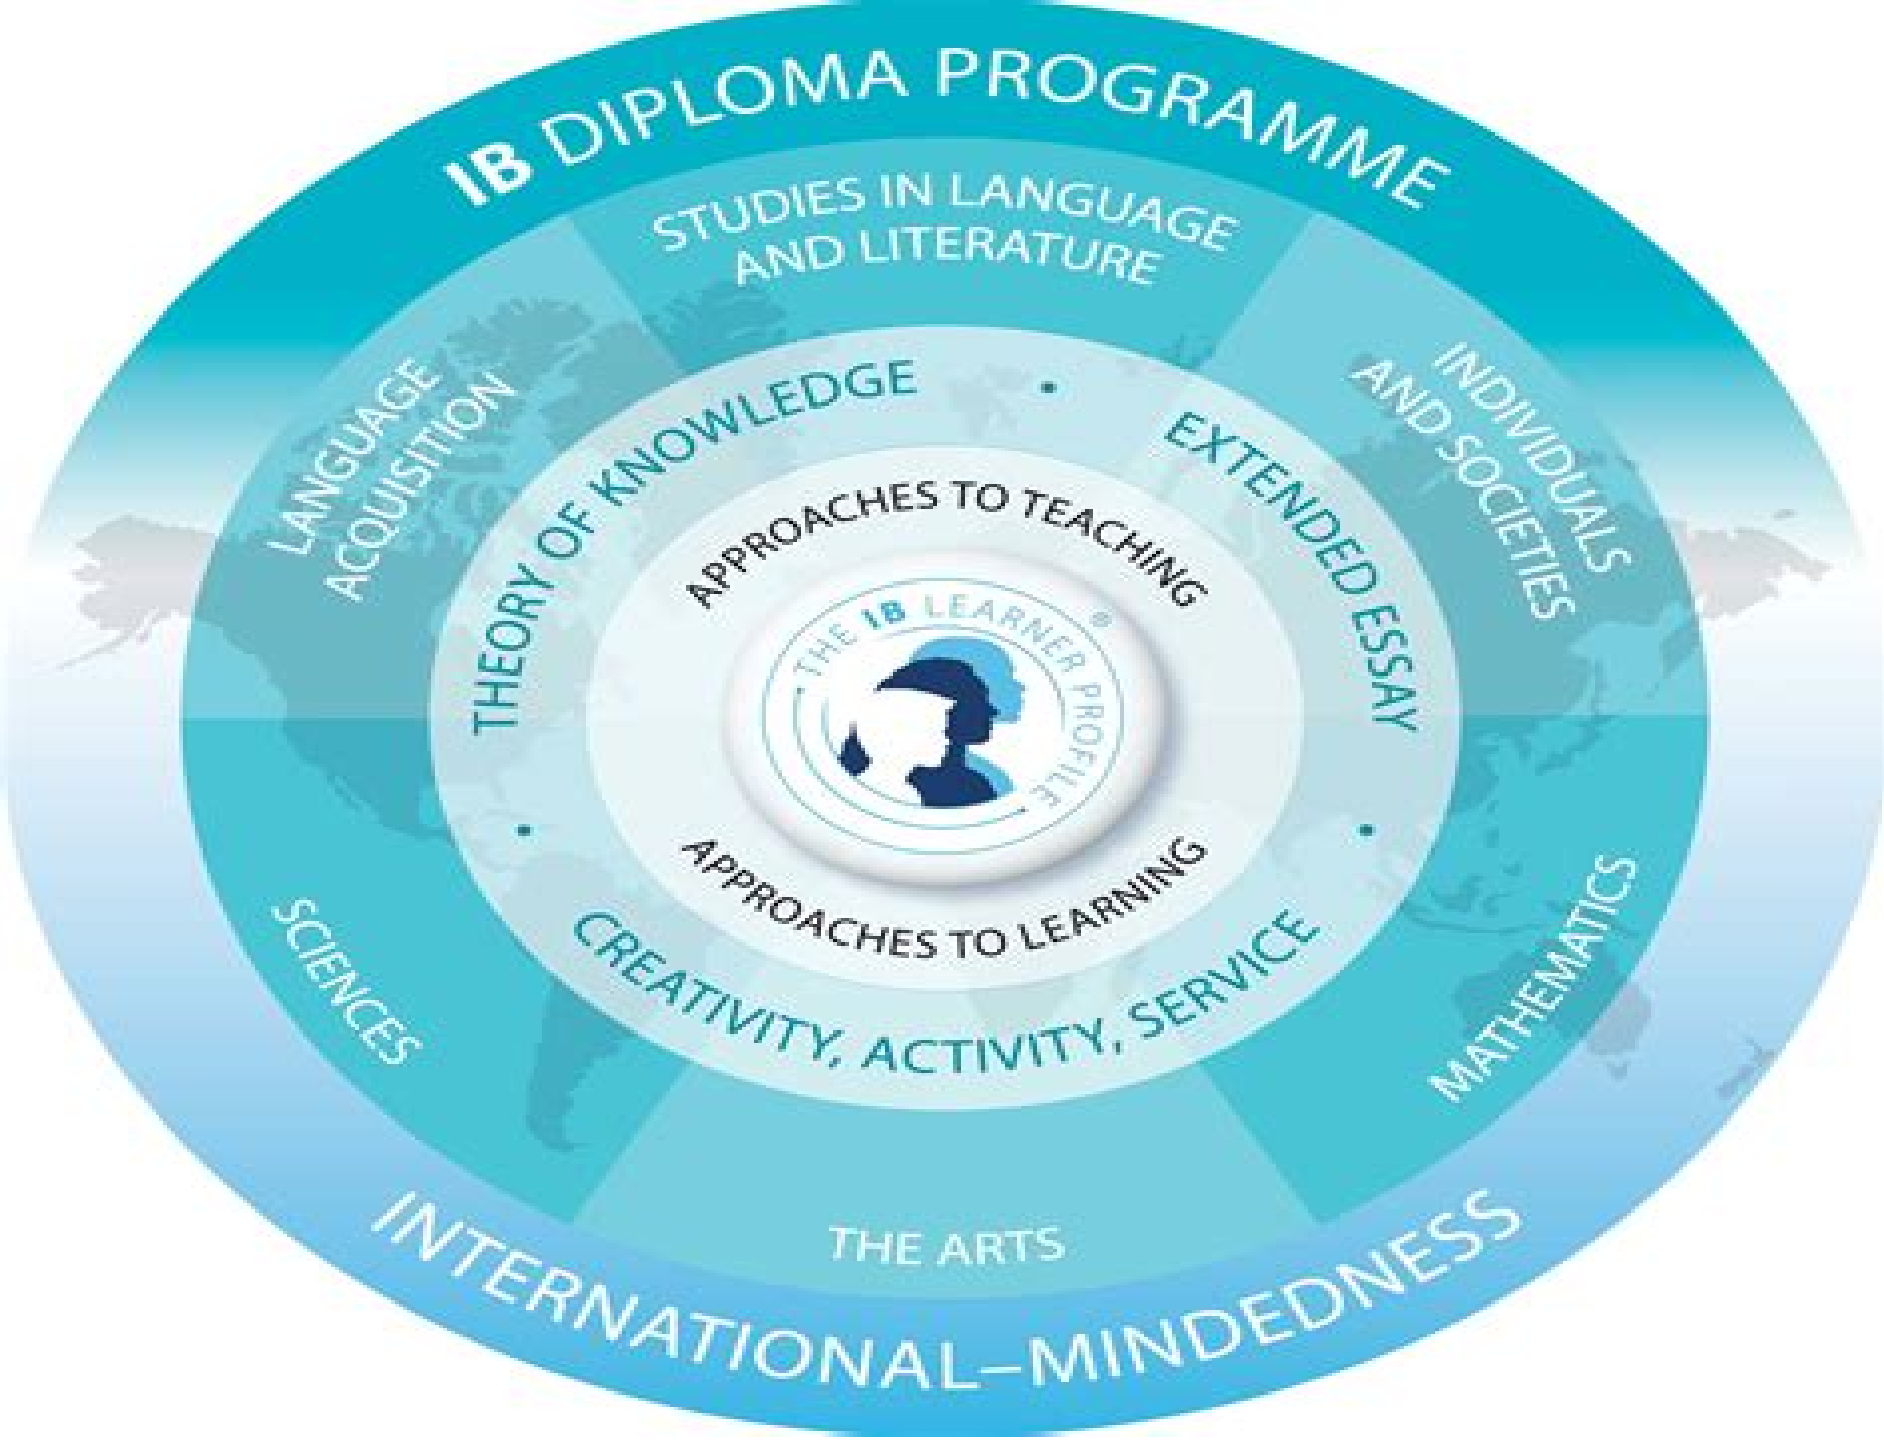 IB DIPLOMA PROGRAMME
STUDIES IN LANGUAGE
AND LITERATURE
LANGUAGE
ACQUISITION
INDIVIDUALS
AND SOCIETIES
THEORY OF KNOWLEDGE
•
EXTENDED ESSAY
APPROACHES TO TEACHING
• THE IB LEARNER PROFILE •
®
APPROACHES TO LEARNING
•
•
CREATIVITY, ACTIVITY, SERVICE
SCIENCES
MATHEMATICS
THE ARTS
INTERNATIONAL–MINDEDNESS